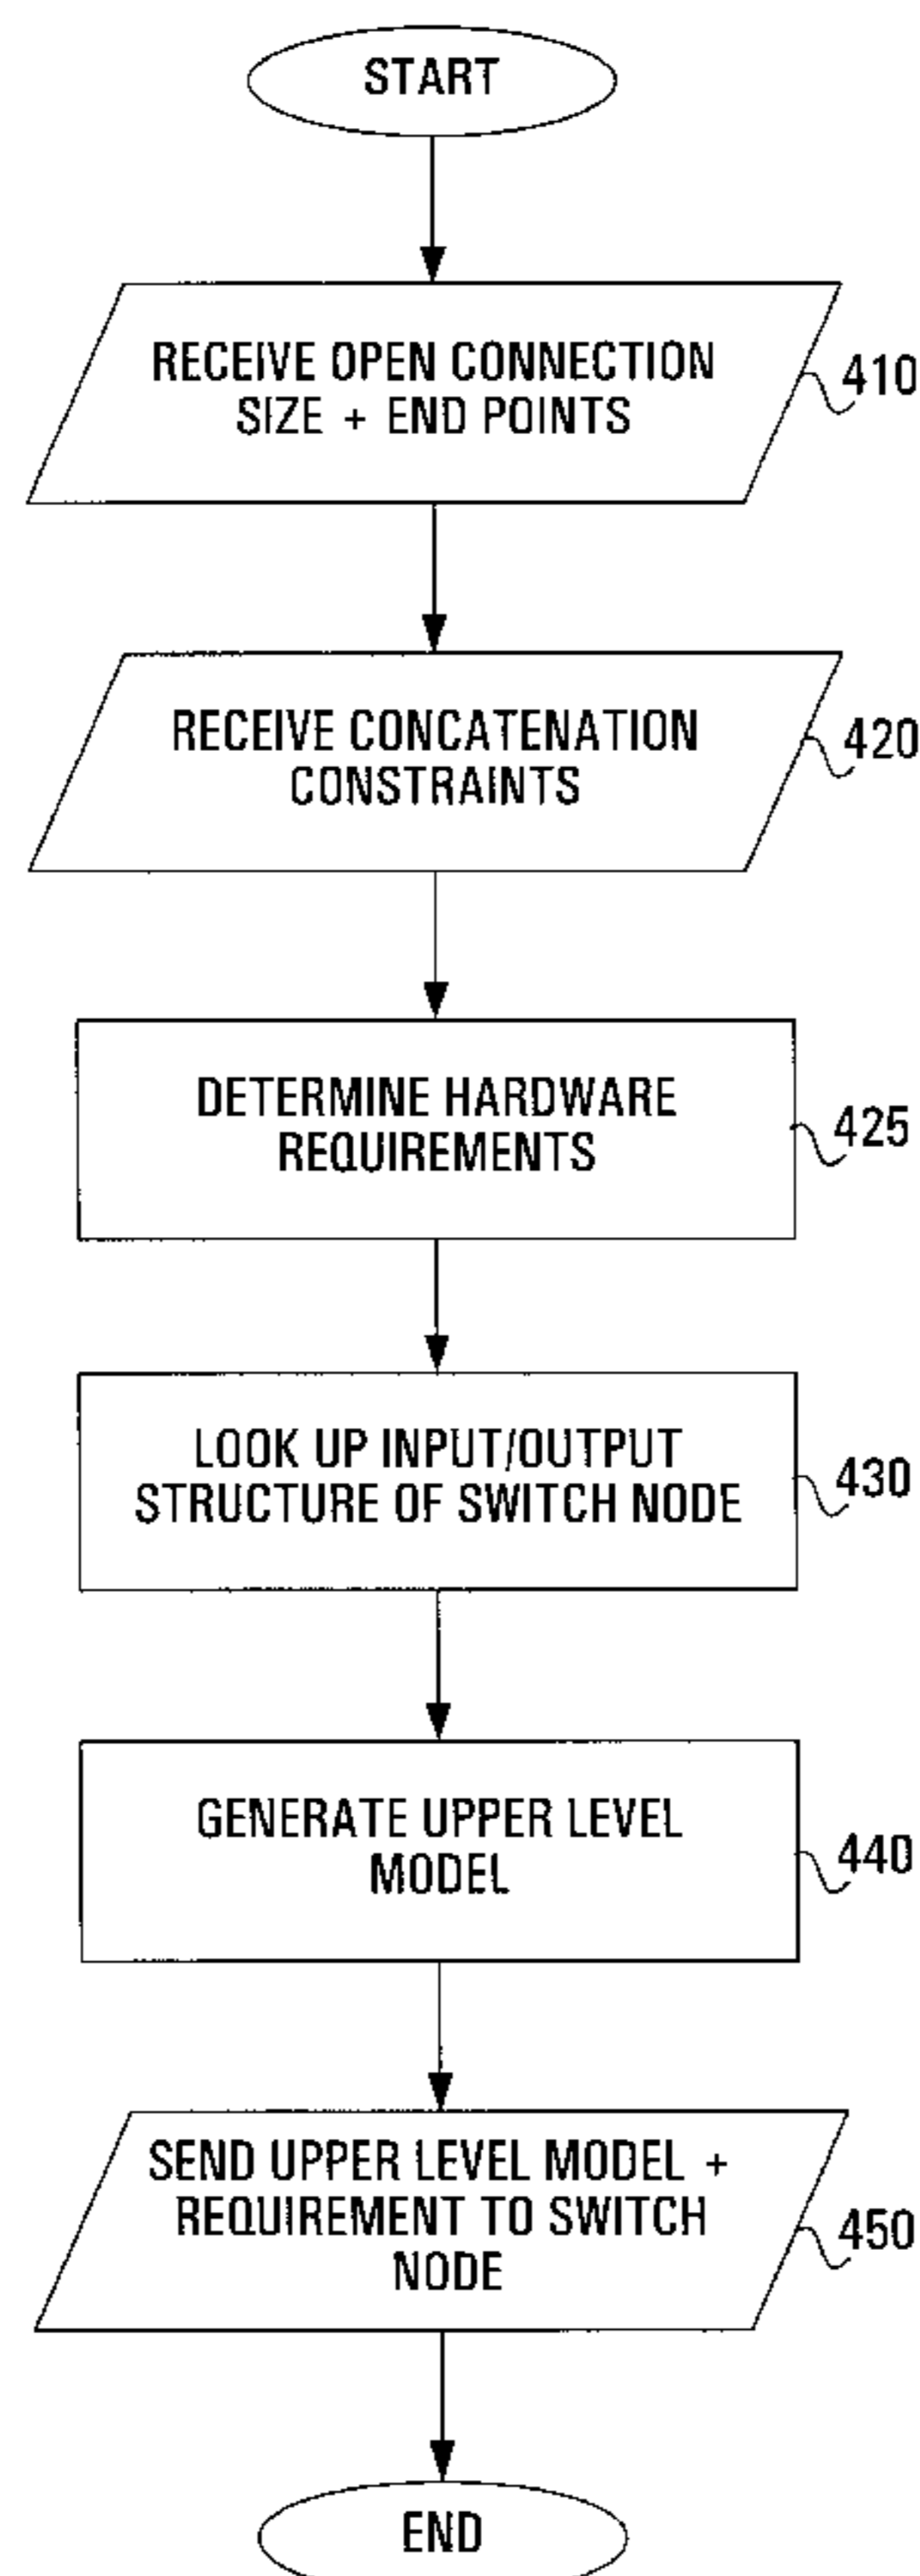 START
RECEIVE OPEN CONNECTION
SIZE + END POINTS
410
RECEIVE CONCATENATION
CONSTRAINTS
420
DETERMINE HARDWARE
REQUIREMENTS
425
LOOK UP INPUT/OUTPUT
STRUCTURE OF SWITCH NODE
430
GENERATE UPPER LEVEL
MODEL
440
SEND UPPER LEVEL MODEL +
REQUIREMENT TO SWITCH
NODE
450
END